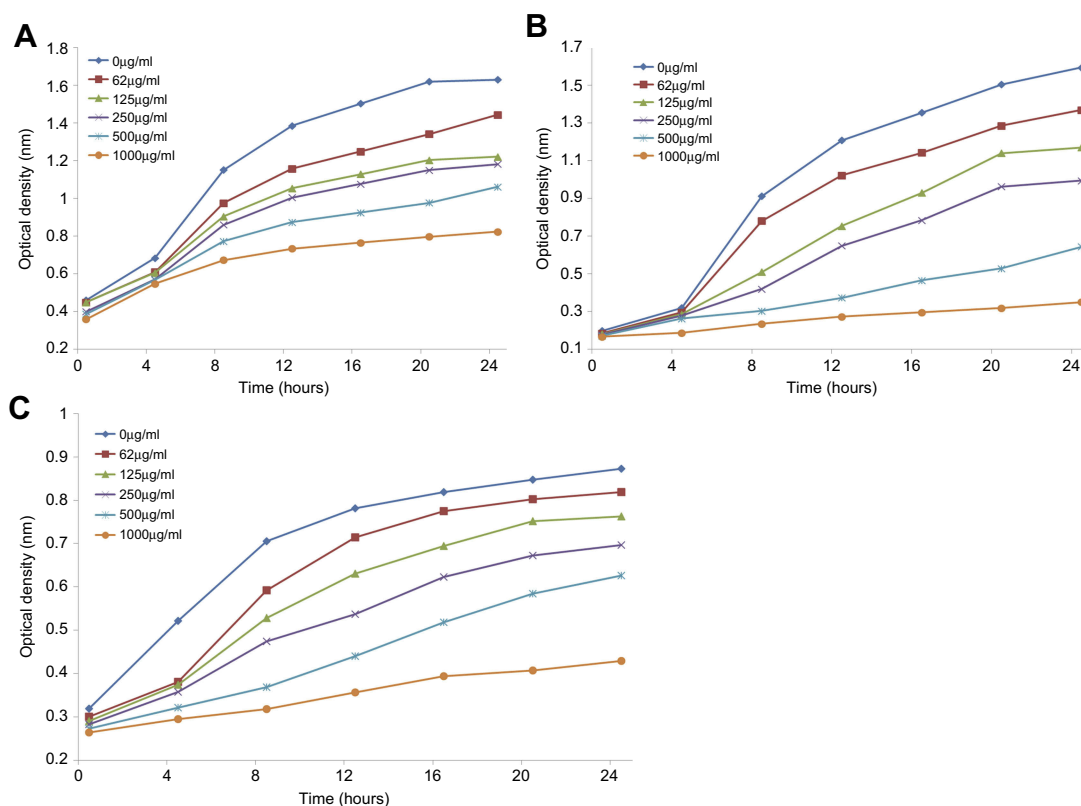 A
Optical density (nm)
1.8
1.6
1.4
1.2
1
0.8
0.6
0.4
0.2
0µg/ml
62µg/ml
125µg/ml
250µg/ml
500µg/ml
1000µg/ml
0 4 8 12 16 20 24
Time (hours)
B
Optical density (nm)
1.7
1.5
1.3
1.1
0.9
0.7
0.5
0.3
0.1
0µg/ml
62µg/ml
125µg/ml
250µg/ml
500µg/ml
1000µg/ml
0 4 8 12 16 20 24
Time (hours)
C
Optical density (nm)
1
0.9
0.8
0.7
0.6
0.5
0.4
0.3
0.2
0µg/ml
62µg/ml
125µg/ml
250µg/ml
500µg/ml
1000µg/ml
0 4 8 12 16 20 24
Time (hours)